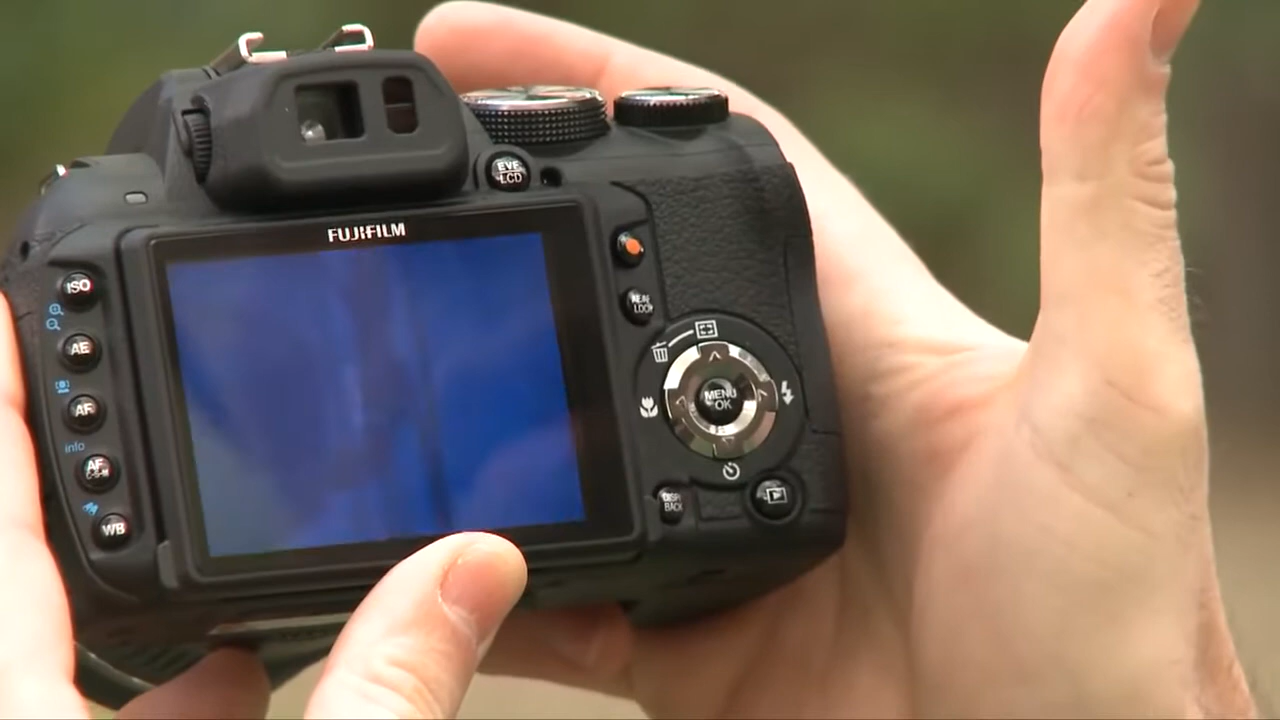 EVF
LCD
FUJIFILM
ISO
AE/AF
LOCK
AE
MENU
OK
AF
info
AF
C-S-M
DISP
BACK
WB